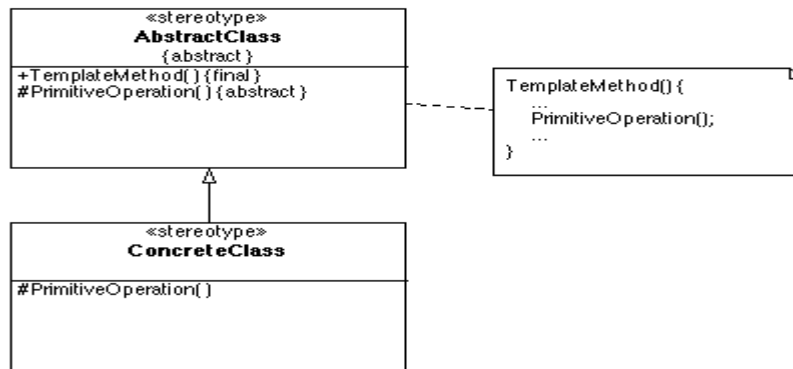 «stereotype»
AbstractClass
{abstract}
+TemplateMethod(){final}
#PrimitiveOperation(){abstract}
TemplateMethod(){
...
PrimitiveOperation();
...
}
«stereotype»
ConcreteClass
#PrimitiveOperation()